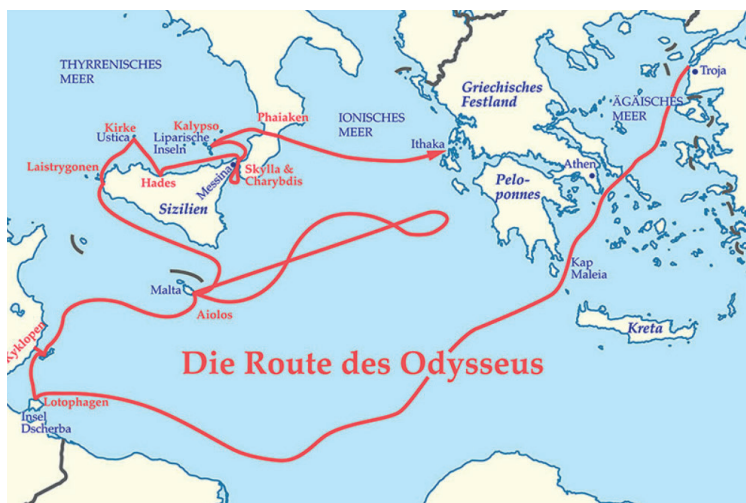 THYRRENISCHES
MEER
Kirke
Ustica
Kalypso
Liparische
Inseln
Phaiaken
IONISCHES
MEER
Griechisches
Festland
ÄGÄISCHES
MEER
Troja
Ithaka
Laistrygonen
Hades
Messina
Skylla &
Charybdis
Sizilien
Athen
Pelo-
ponnes
Kap
Maleia
Malta
Aiolos
Kreta
Kyklopen
Die Route des Odysseus
Lotophagen
Insel
Dscherba